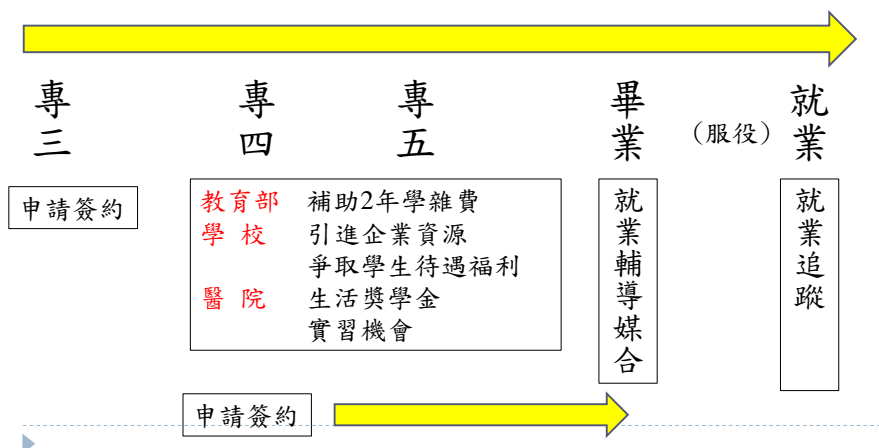 專三
專四
專五
畢業
（服役）
就業
申請簽約
教育部 補助2年學雜費
學 校 引進企業資源
爭取學生待遇福利
醫 院 生活獎學金
實習機會
就業輔導媒合
就業追蹤
申請簽約